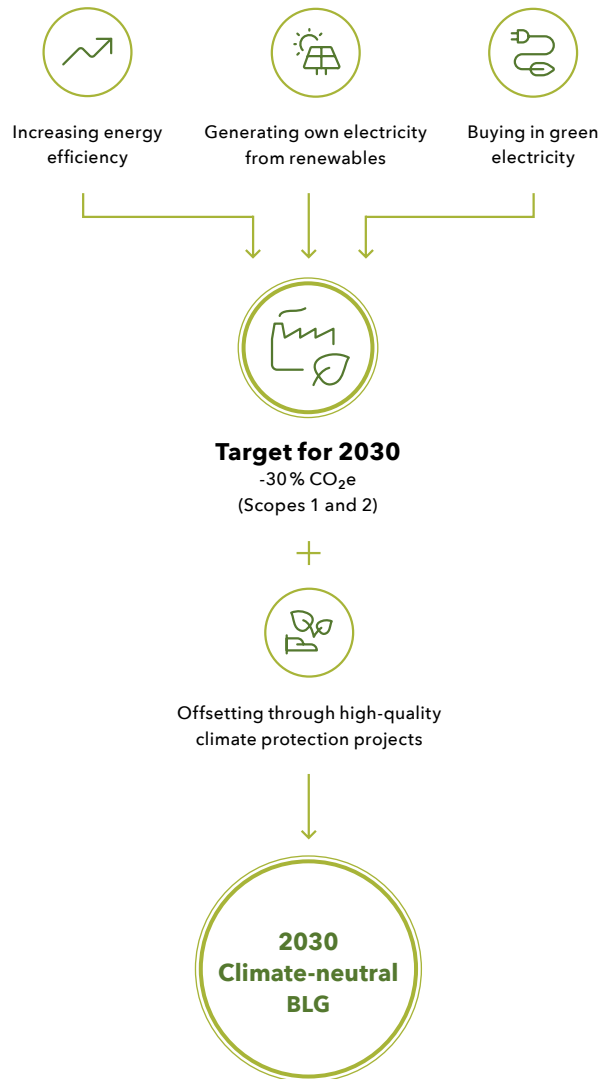 Increasing energy
efficiency
Generating own electricity
from renewables
Buying in green
electricity
Target for 2030
-30% CO₂e
(Scopes 1 and 2)
+
Offsetting through high-quality
climate protection projects
2030
Climate-neutral
BLG